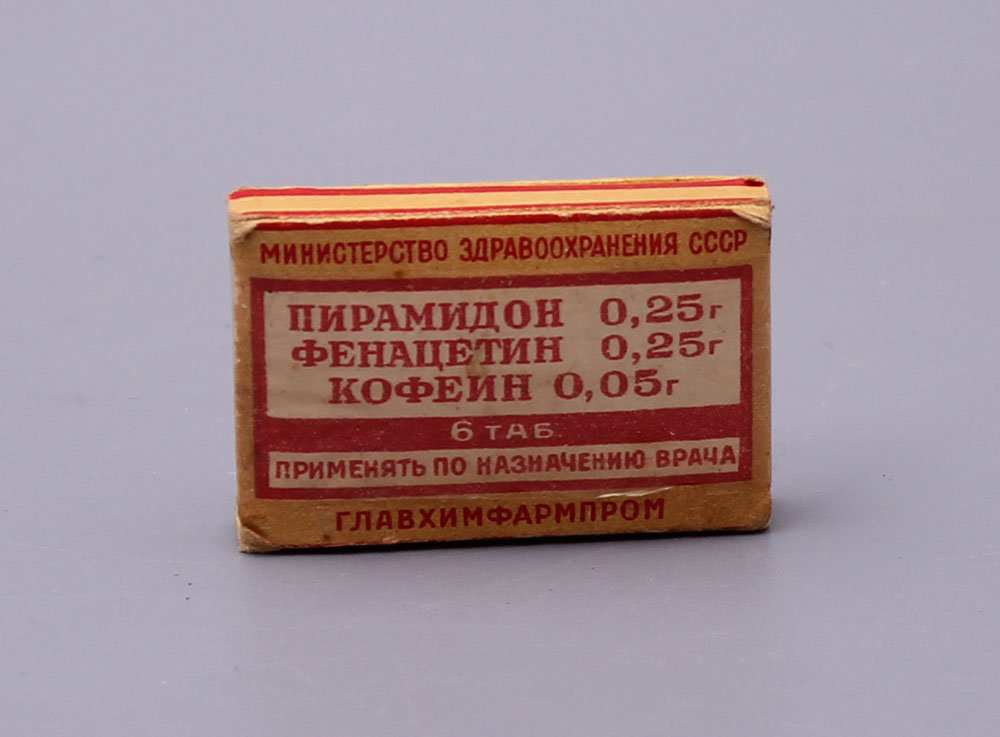 МИНИСТЕРСТВО ЗДРАВООХРАНЕНИЯ СССР
ПИРАМИДОН 0,25г
ФЕНАЦЕТИН 0,25г
КОФЕИН 0,05г
6 ТАБ.
ПРИМЕНЯТЬ ПО НАЗНАЧЕНИЮ ВРАЧА
ГЛАВХИМФАРМПРОМ